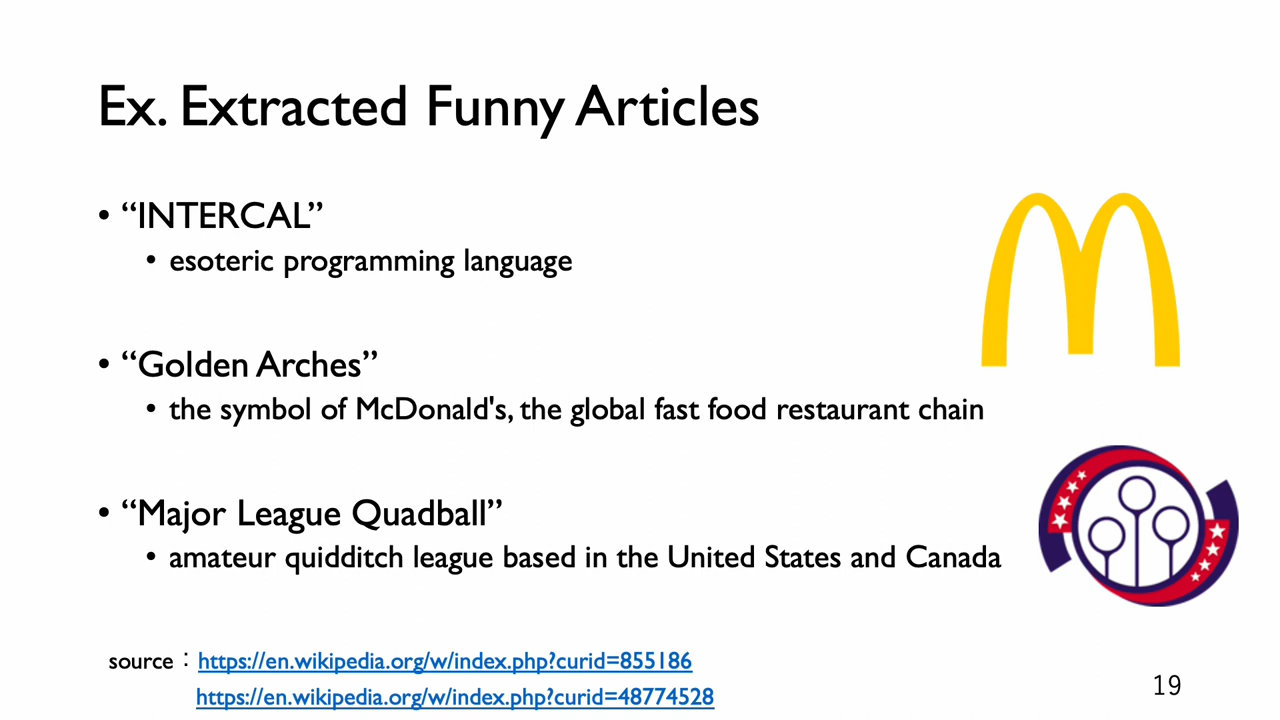 Ex. Extracted Funny Articles
• “INTERCAL”
• esoteric programming language
• “Golden Arches”
• the symbol of McDonald's, the global fast food restaurant chain
• “Major League Quadball”
• amateur quidditch league based in the United States and Canada
source：https://en.wikipedia.org/w/index.php?curid=855186
https://en.wikipedia.org/w/index.php?curid=48774528
19